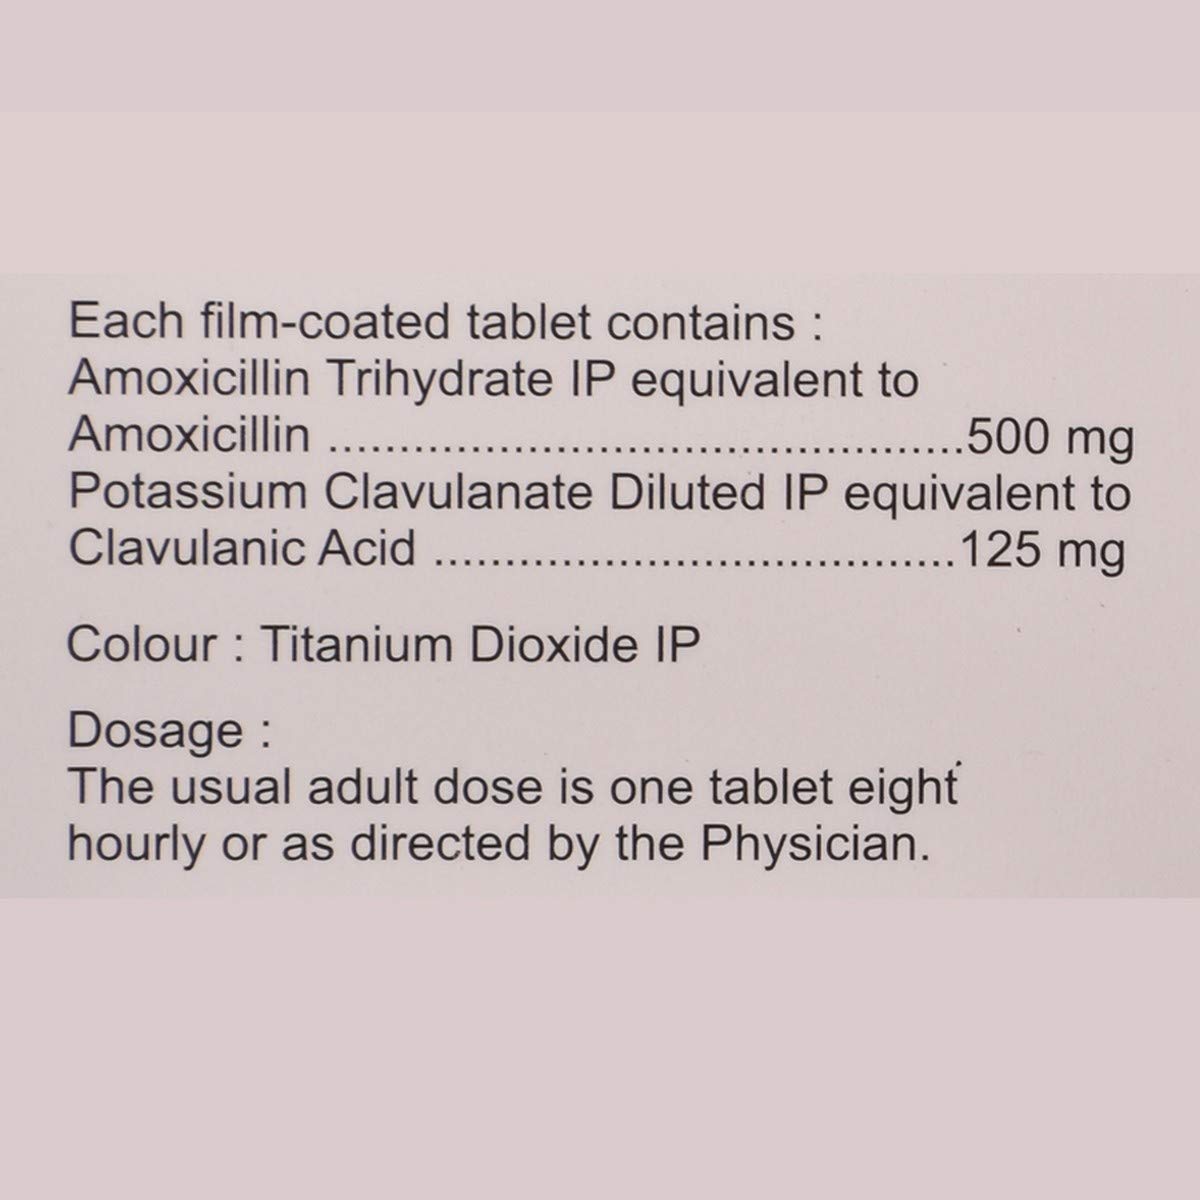 Each film-coated tablet contains :
Amoxicillin Trihydrate IP equivalent to
Amoxicillin .............................................500 mg
Potassium Clavulanate Diluted IP equivalent to
Clavulanic Acid .....................................125 mg
Colour : Titanium Dioxide IP
Dosage :
The usual adult dose is one tablet eight
hourly or as directed by the Physician.